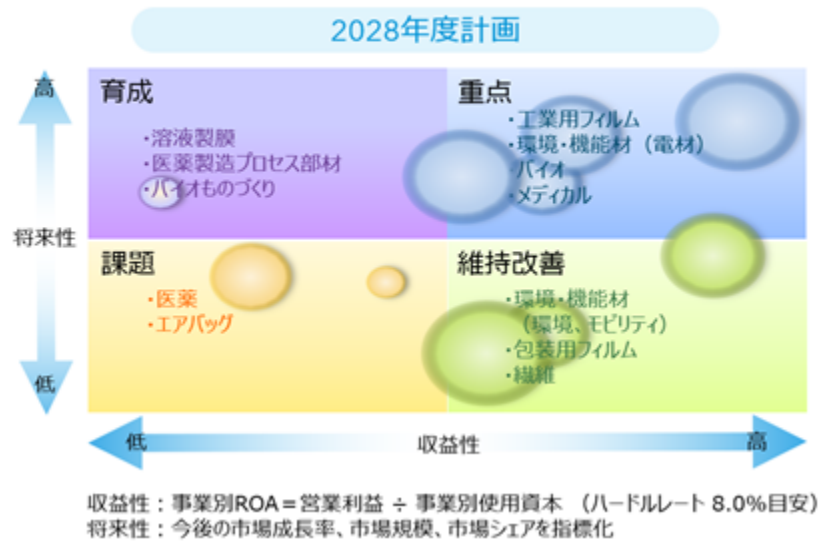 2028年度計画
高
育成
・溶液製膜
・医薬製造プロセス部材
・バイオものづくり
重点
・工業用フィルム
・環境・機能材（電材）
バイオ
・メディカル
将来性
課題
・医薬
・エアバッグ
維持改善
・環境・機能材
（環境、モビリティ）
・包装用フィルム
・繊維
低
低
収益性
高
収益性：事業別ROA＝営業利益 ÷ 事業別使用資本 （ハードルレート 8.0%目安）
将来性：今後の市場成長率、市場規模、市場シェアを指標化